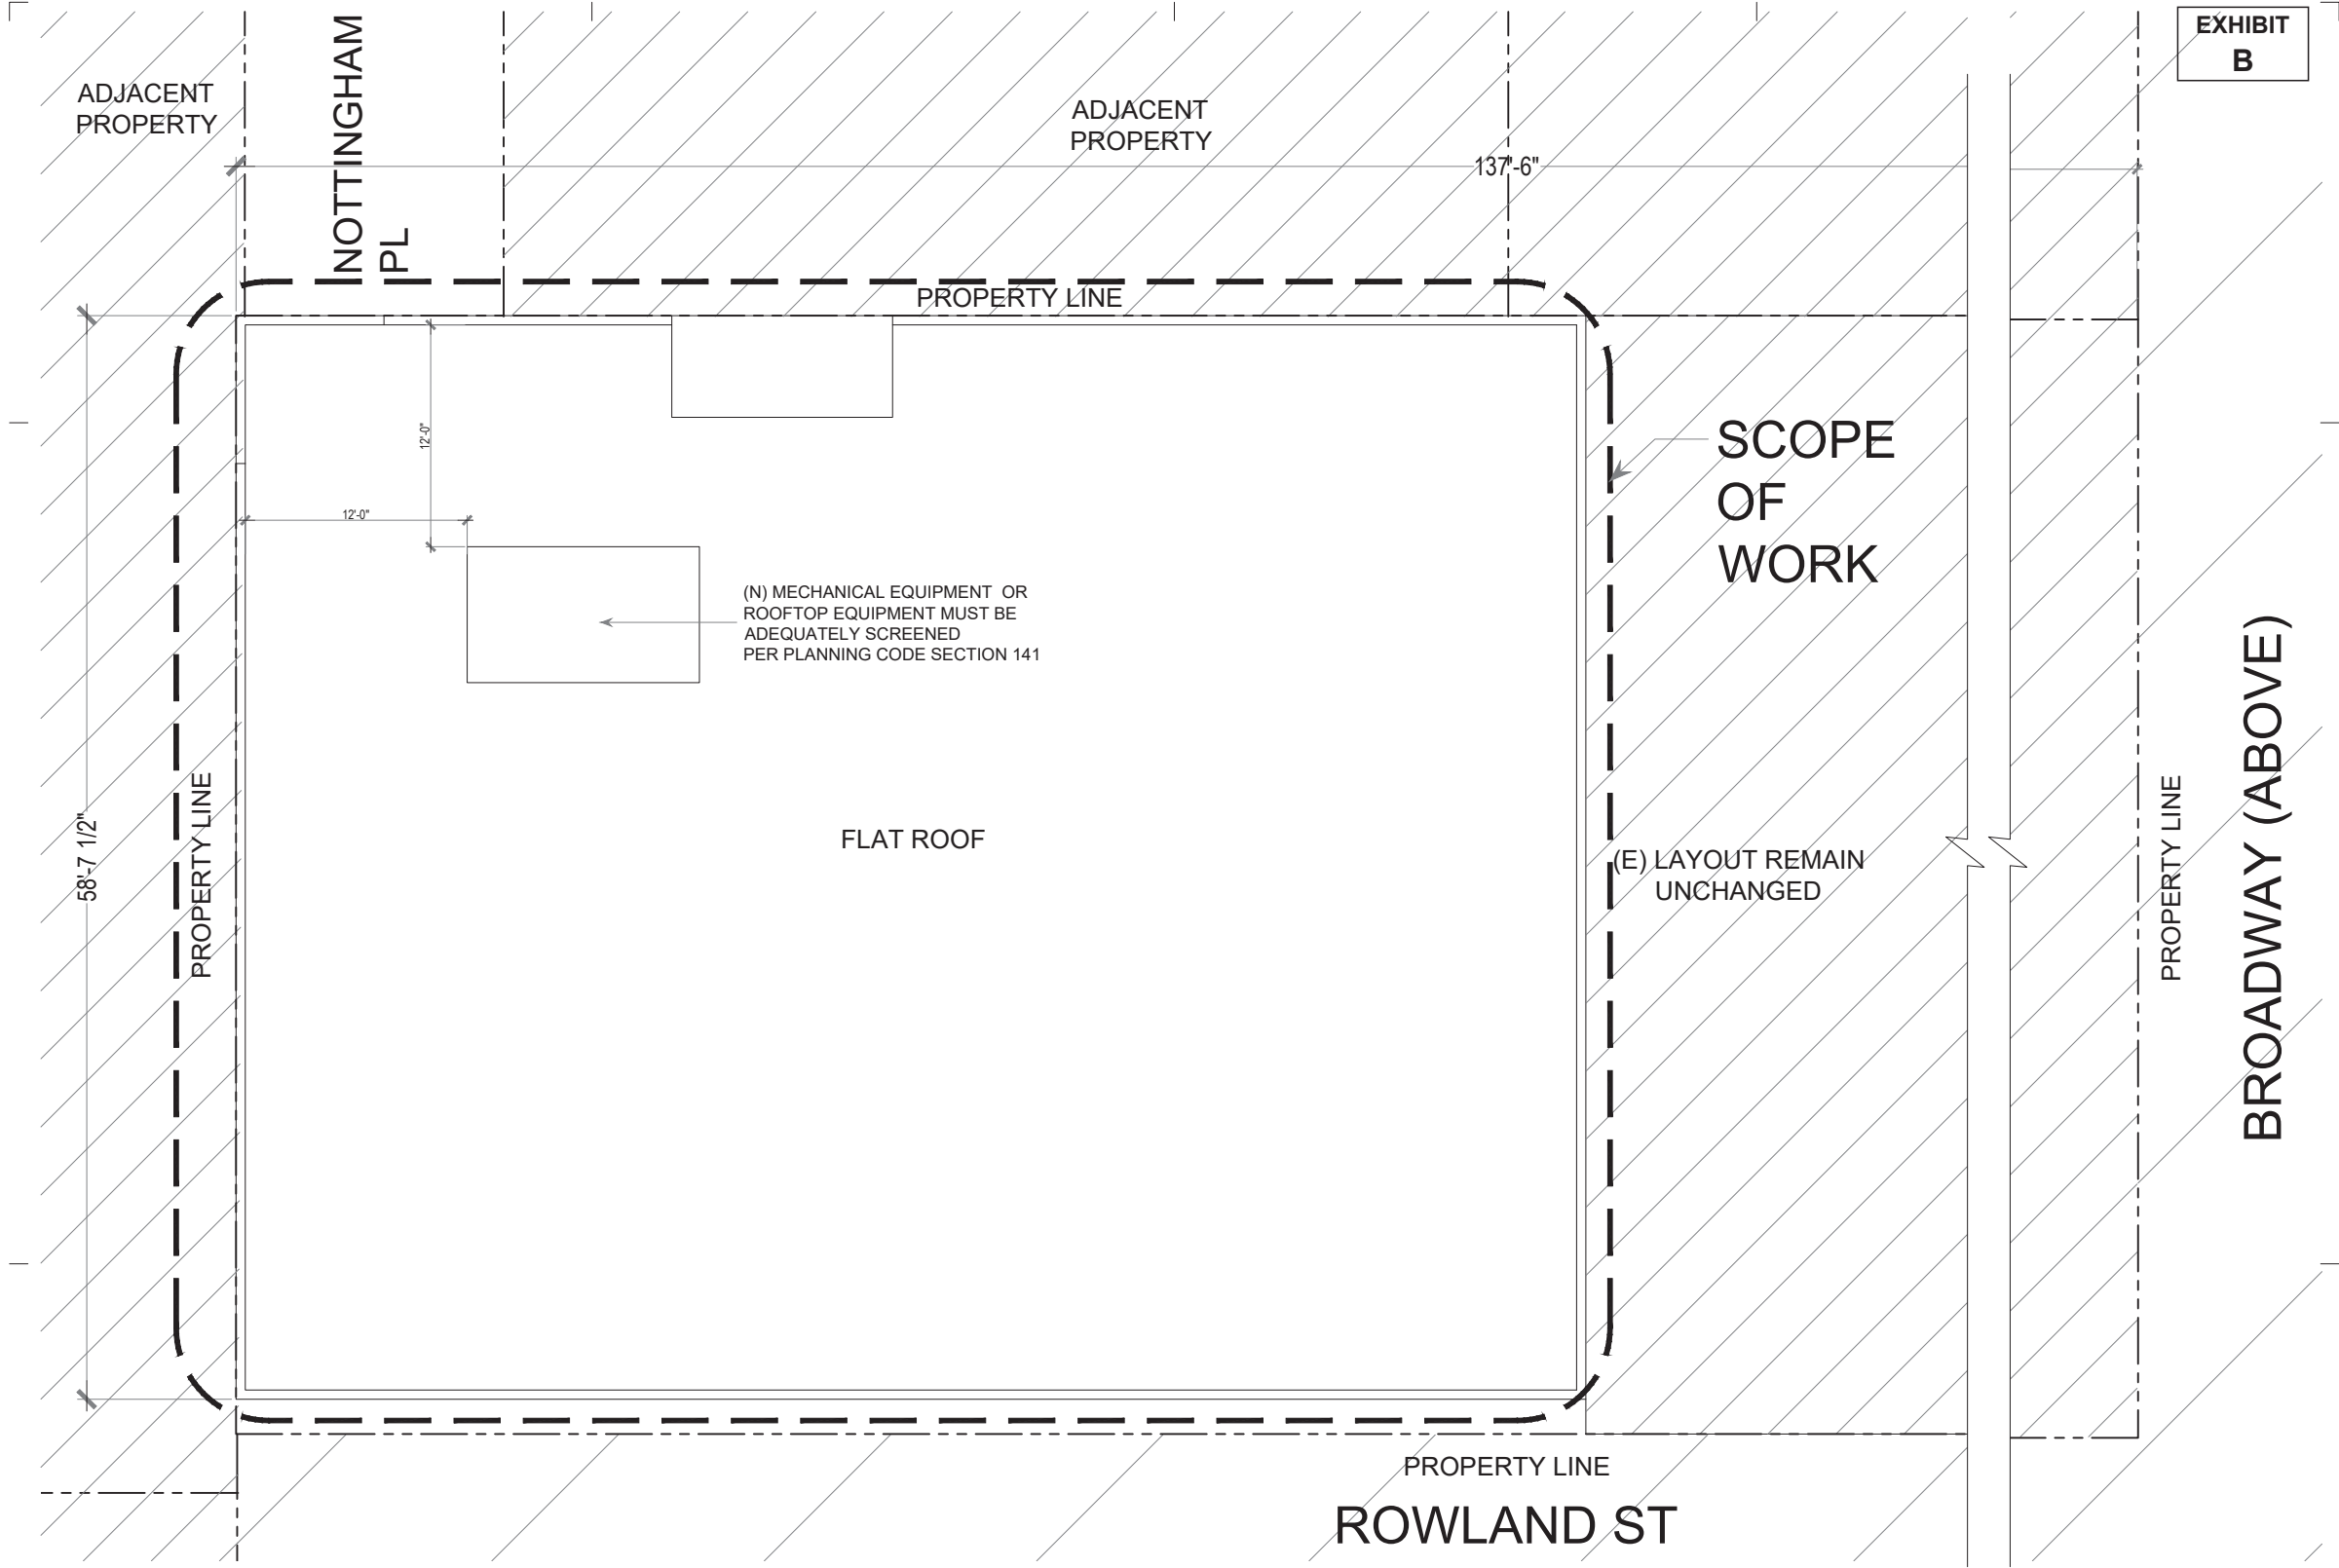 EXHIBIT
B
NOTTINGHAM
PL
ADJACENT
PROPERTY
ADJACENT
PROPERTY
137'-6"
PROPERTY LINE
12'-0"
12'-0"
SCOPE
OF
WORK
(N) MECHANICAL EQUIPMENT OR
ROOFTOP EQUIPMENT MUST BE
ADEQUATELY SCREENED
PER PLANNING CODE SECTION 141
58'-7 1/2"
PROPERTY LINE
FLAT ROOF
(E) LAYOUT REMAIN
UNCHANGED
PROPERTY LINE
BROADWAY (ABOVE)
PROPERTY LINE
ROWLAND ST